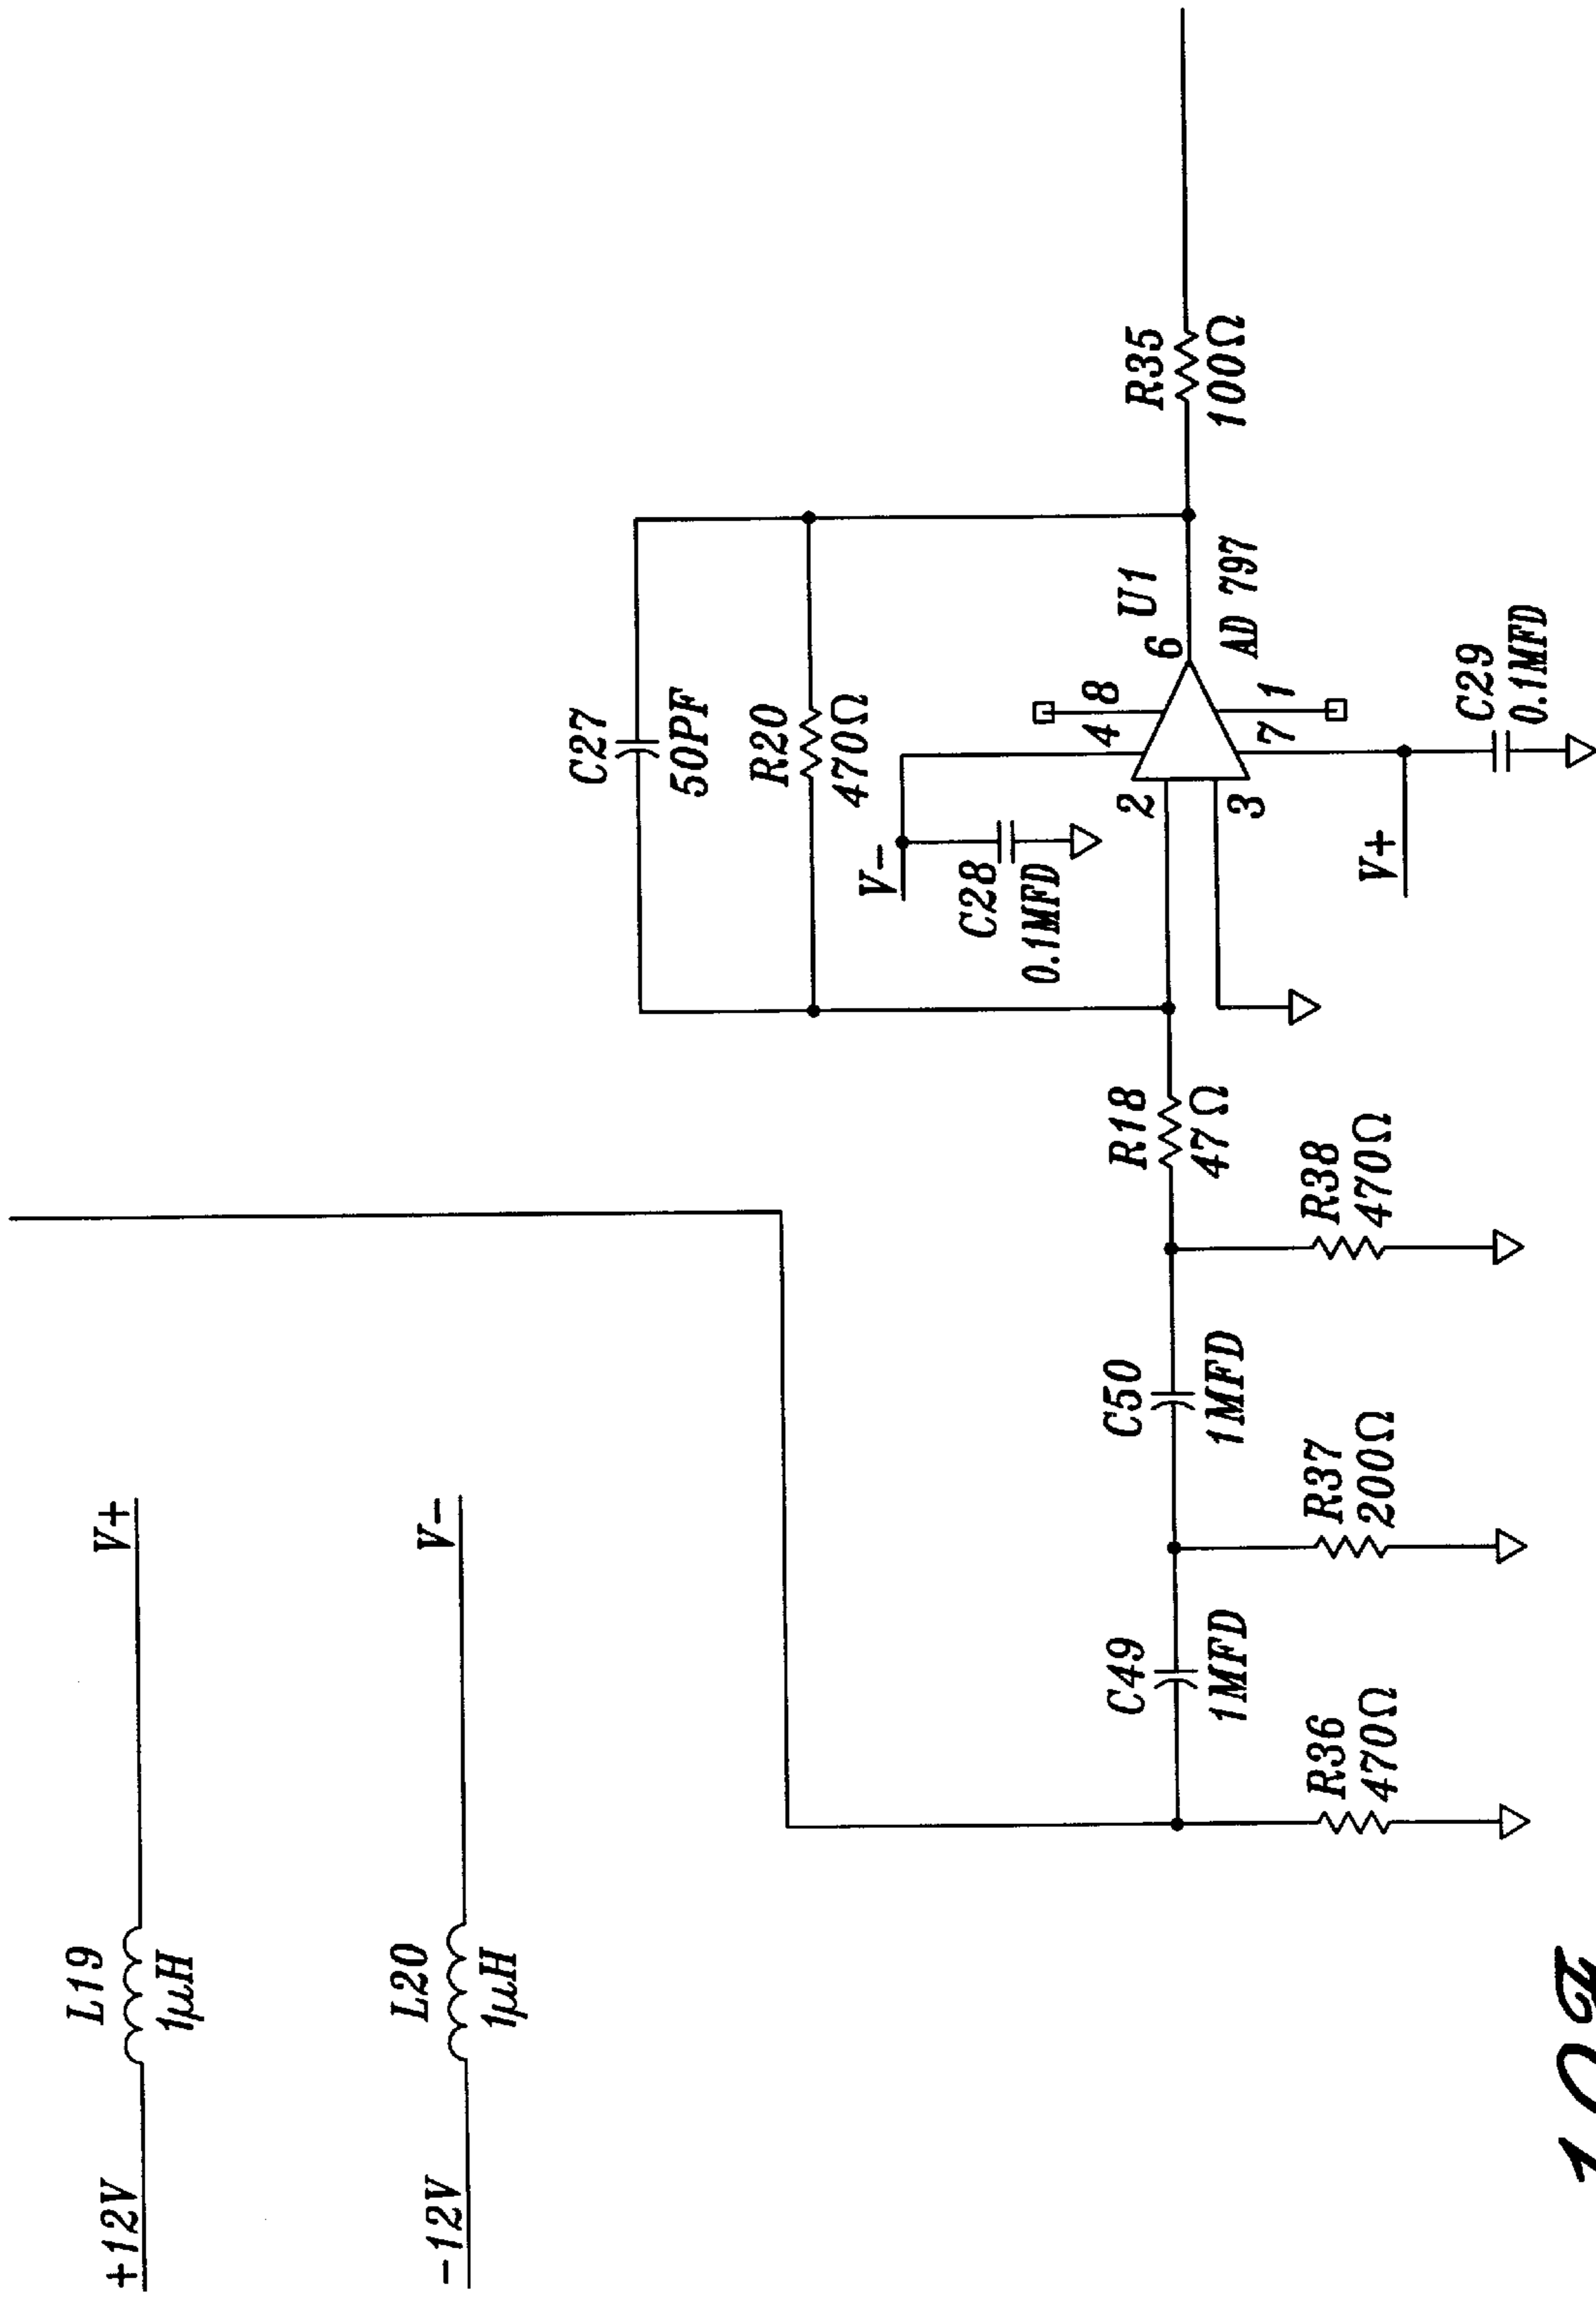 +12V
L19
1µH
V+
-12V
L20
1µH
V-
C27
50PF
R20
470Ω
V-
C28
0.1MFD
4
8
2
3
6
U1
AD 797
7
1
V+
C29
0.1MFD
R35
100Ω
R18
47Ω
C49
1MFD
C50
1MFD
R36
470Ω
R37
200Ω
R38
470Ω